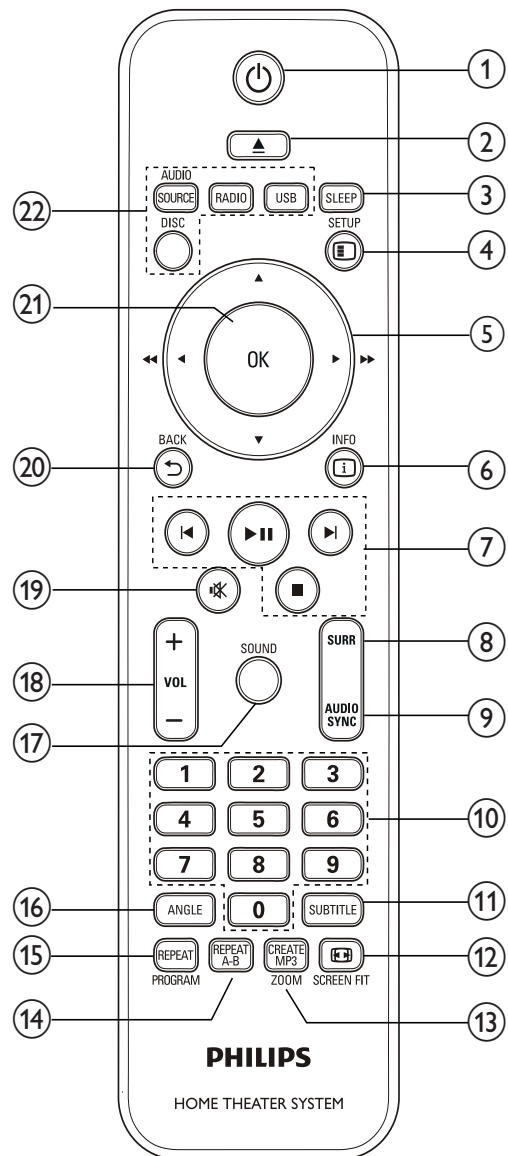 1
2
AUDIO
SOURCE RADIO USB SLEEP
22
3
DISC
SETUP
4
21
5
OK
BACK
INFO
20
6
7
19
SURR
8
+
VOL
−
18
SOUND
AUDIO
SYNC
9
17
1 2 3
4 5 6
10
7 8 9
16
ANGLE 0 SUBTITLE
11
15
REPEAT
REPEAT
A-B
CREATE
MP3
12
PROGRAM ZOOM SCREEN FIT
14
13
PHILIPS
HOME THEATER SYSTEM